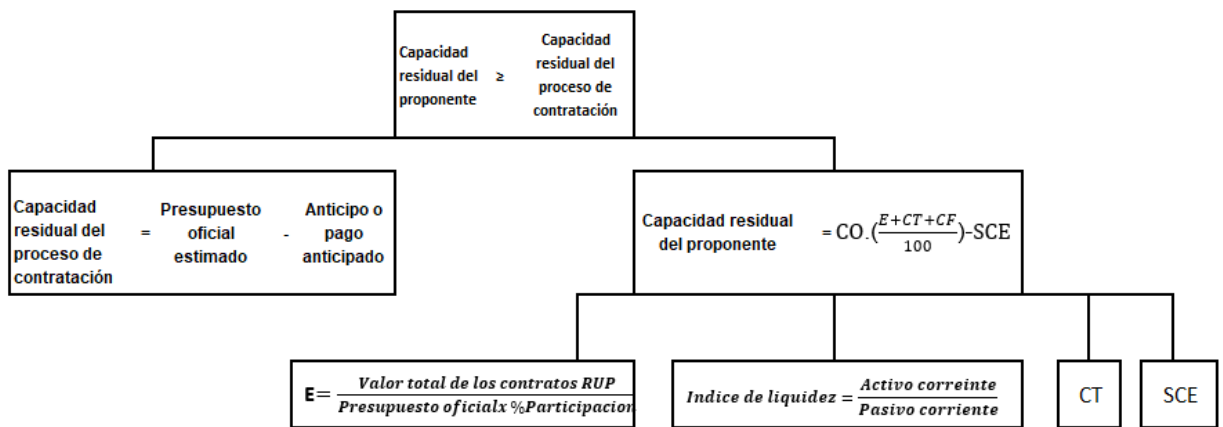 Capacidad
residual del
proponente
≥
Capacidad
residual del
proceso de
contratación
Capacidad
residual del
proceso de
contratación
=
Presupuesto
oficial
estimado
-
Anticipo o
pago
anticipado
Capacidad residual
del proponente
= CO.(E+CT+CF/100)-SCE
E= Valor total de los contratos RUP
Presupuesto oficialx %Participacion
Indice de liquidez = Activo correinte
Pasivo corriente
CT
SCE